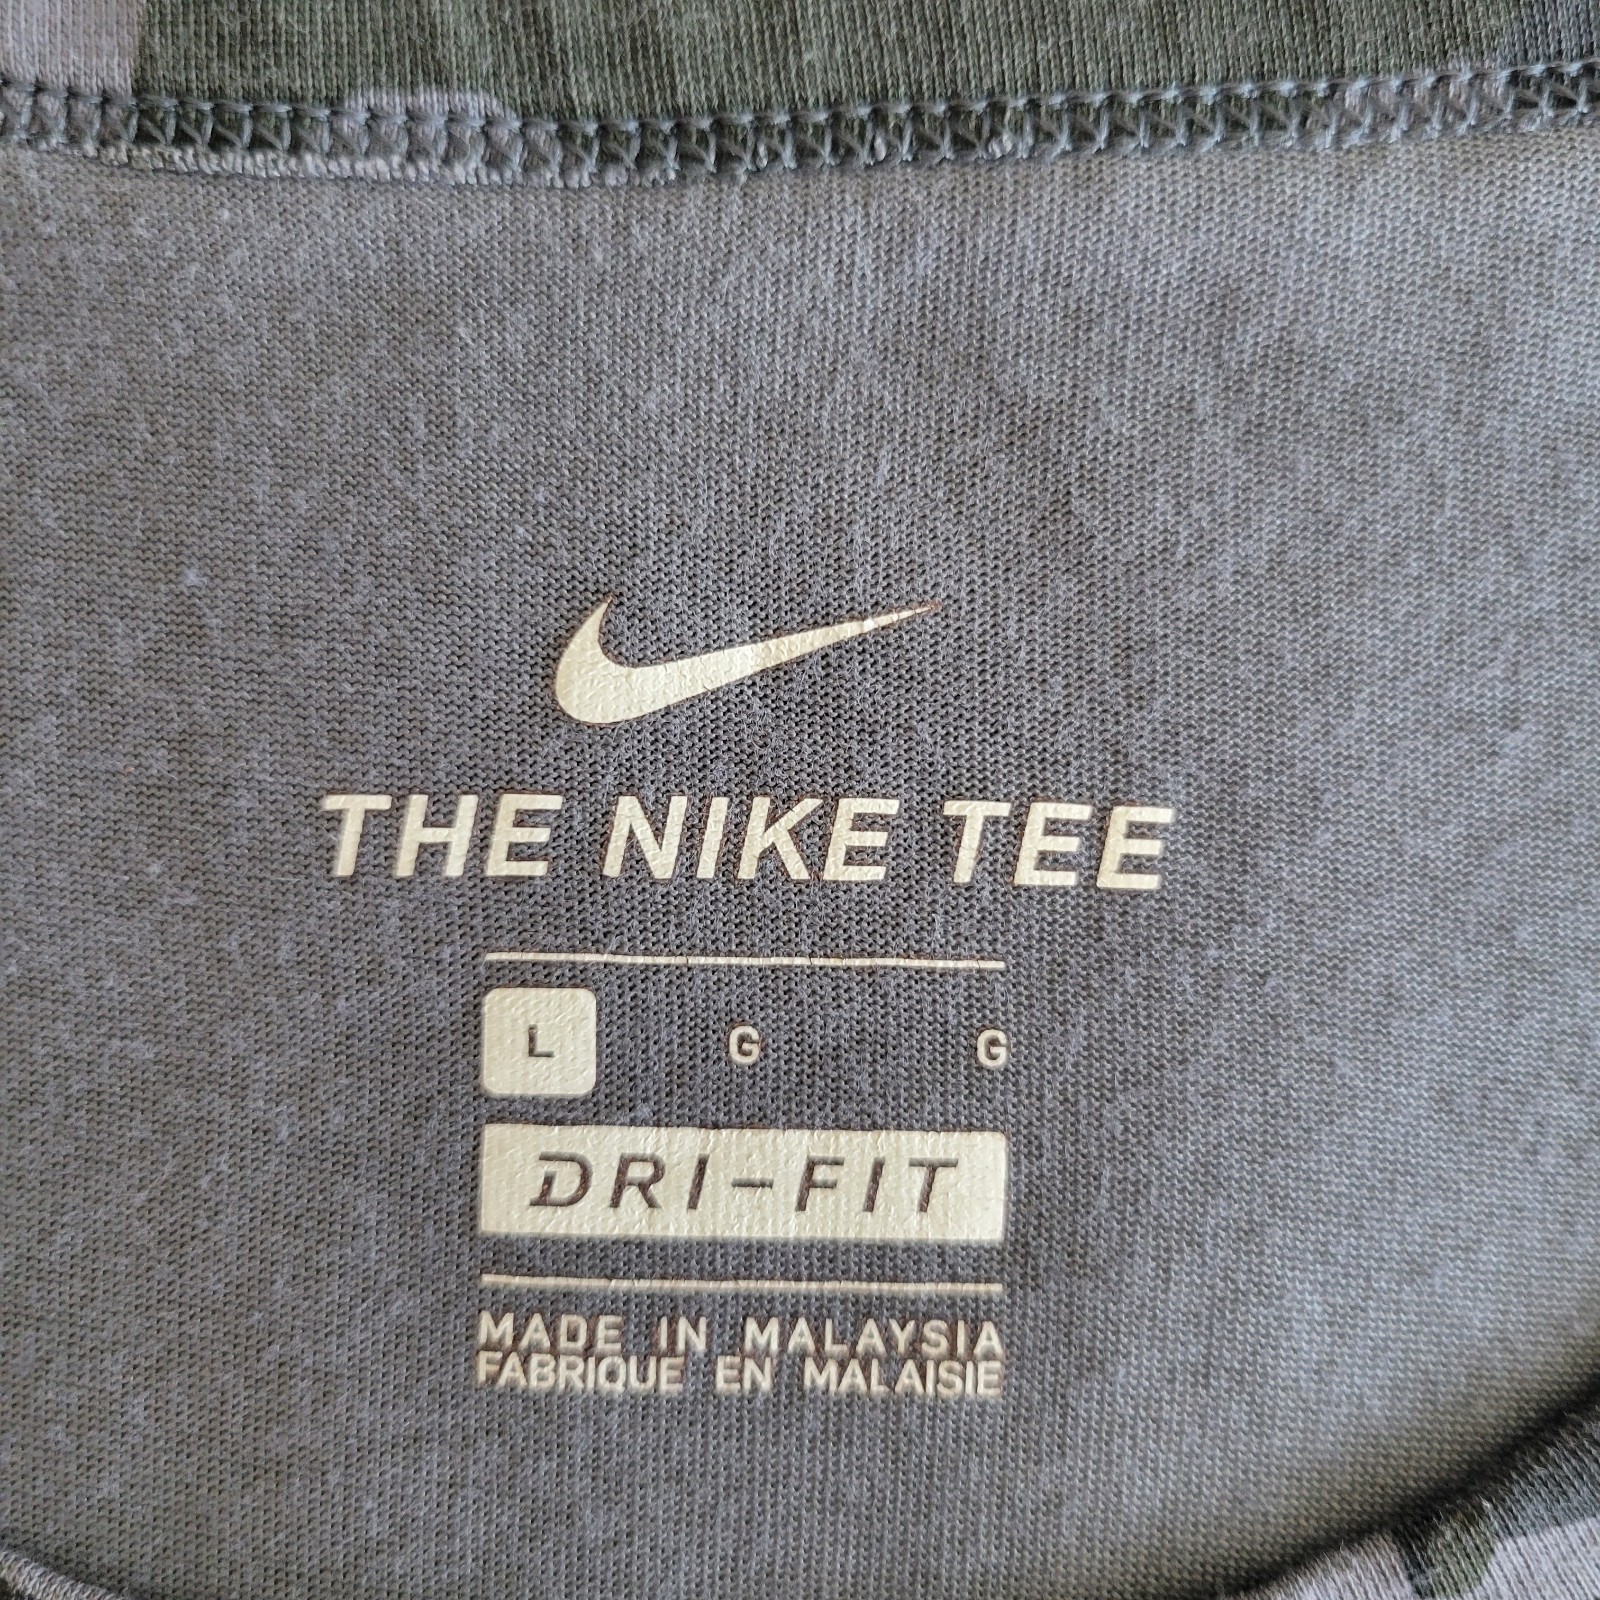 THE NIKE TEE
L G G
DRI-FIT
MADE IN MALAYSIA
FABRIQUE EN MALAISIE